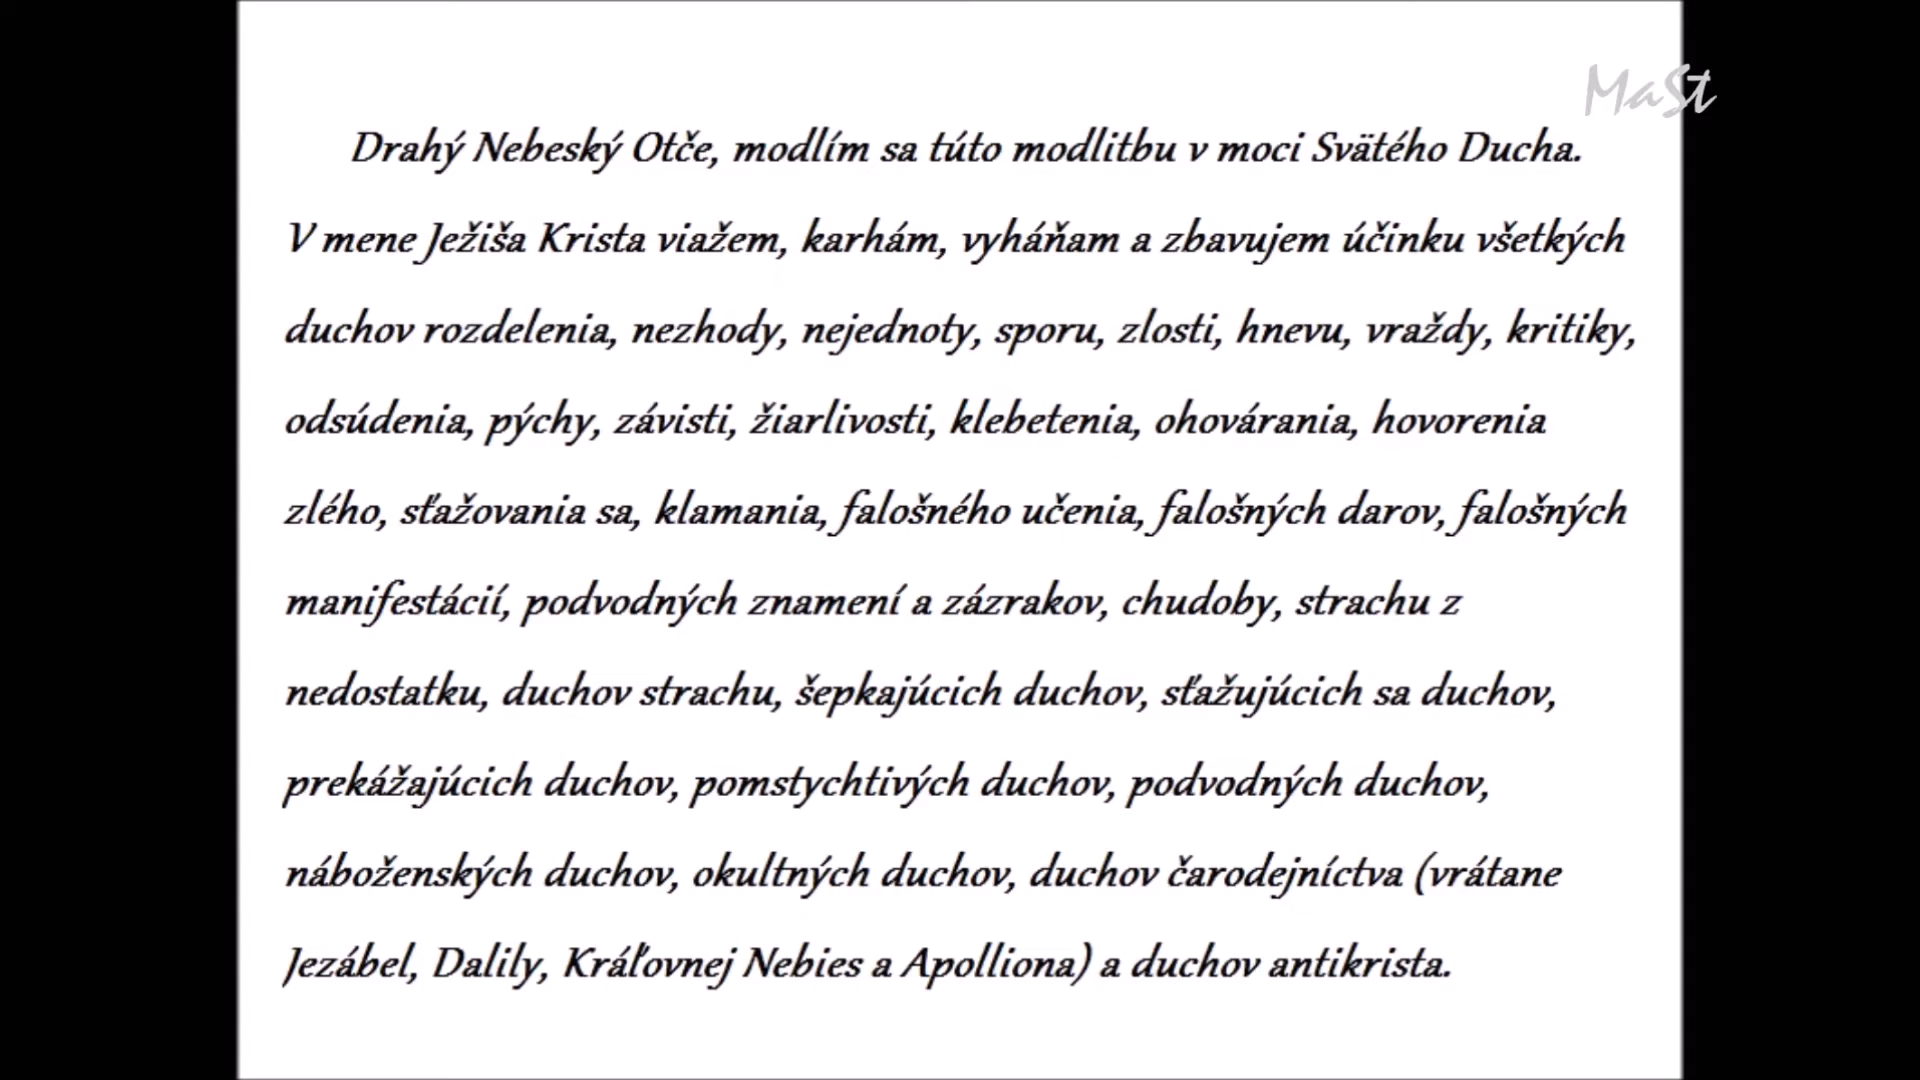 MaSt
Drahý Nebeský Otče, modlím sa túto modlitbu v moci Svätého Ducha.
V mene Ježiša Krista viažem, karhám, vyháňam a zbavujem účinku všetkých
duchov rozdelenia, nezhody, nejednoty, sporu, zlosti, hnevu, vraždy, kritiky,
odsúdenia, pýchy, závisti, žiarlivosti, klebetenia, ohovárania, hovorenia
zlého, sťažovania sa, klamania, falošného učenia, falošných darov, falošných
manifestácií, podvodných znamení a zázrakov, chudoby, strachu z
nedostatku, duchov strachu, šepkajúcich duchov, sťažujúcich sa duchov,
prekážajúcich duchov, pomstychtivých duchov, podvodných duchov,
náboženských duchov, okultných duchov, duchov čarodejníctva (vrátane
Jezábel, Dalily, Kráľovnej Nebies a Apolliona) a duchov antikrista.